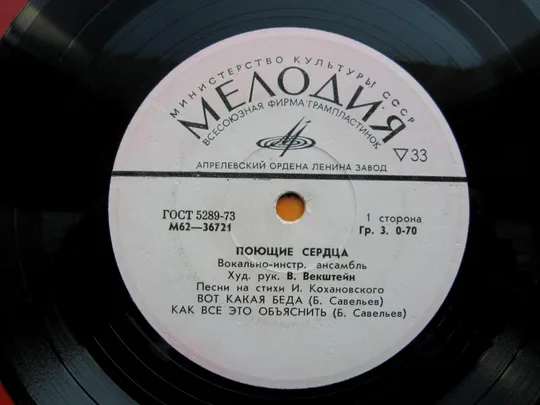 МИНИСТЕРСТВО КУЛЬТУРЫ СССР
МЕЛОДИЯ
ВСЕСОЮЗНАЯ ФИРМА ГРАМПЛАСТИНОК
АПРЕЛЕВСКИЙ ОРДЕНА ЛЕНИНА ЗАВОД
▽33
ГОСТ 5289-73
М62—36721
1 сторона
Гр. 3. 0-70
ПОЮЩИЕ СЕРДЦА
Вокально-инстр. ансамбль
Худ. рук. В. Векштейн
Песни на стихи И. Кохановского
ВОТ КАКАЯ БЕДА (Б. Савельев)
КАК ВСЕ ЭТО ОБЪЯСНИТЬ (Б. Савельев)